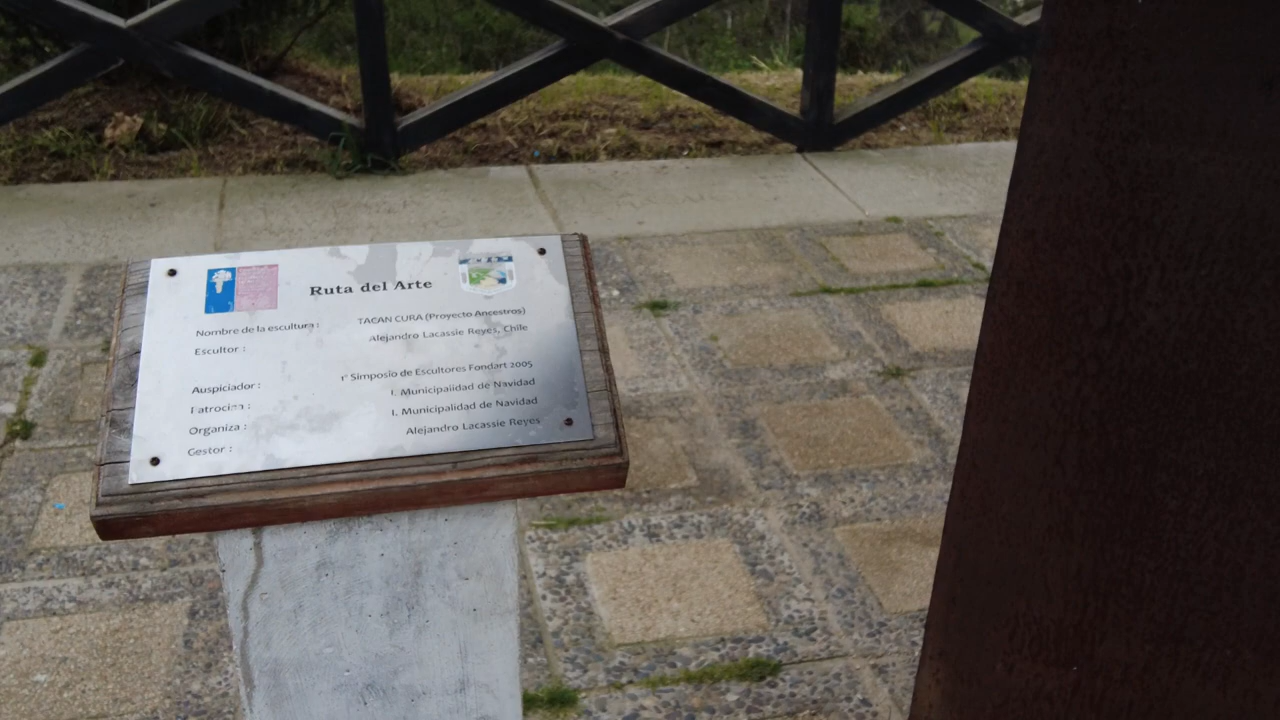 Ruta del Arte
Nombre de la escultura : TACAN CURA (Proyecto Ancestros)
Escultor : Alejandro Lacassie Reyes, Chile
Auspiciador : 1° Simposio de Escultores Fondart 2005
Patrocina : I. Municipalidad de Navidad
Organiza : I. Municipalidad de Navidad
Gestor : Alejandro Lacassie Reyes